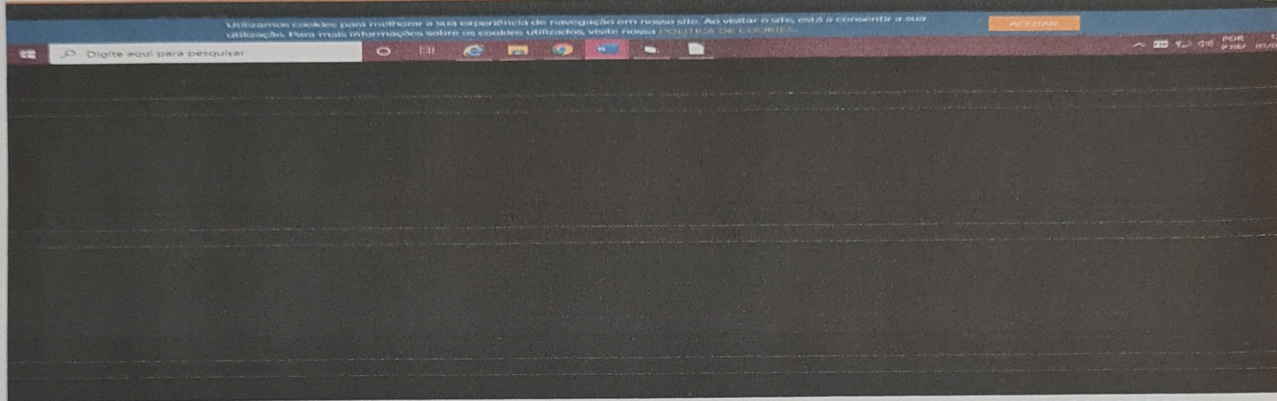 Utilizamos cookies para melhorar a sua experiência de navegação em nosso site. Ao visitar o site, está a consentir a sua
utilização. Para mais informações sobre os cookies utilizados, visite nossa POLÍTICA DE COOKIES.
ACEITAR
Digite aqui para pesquisar
POR